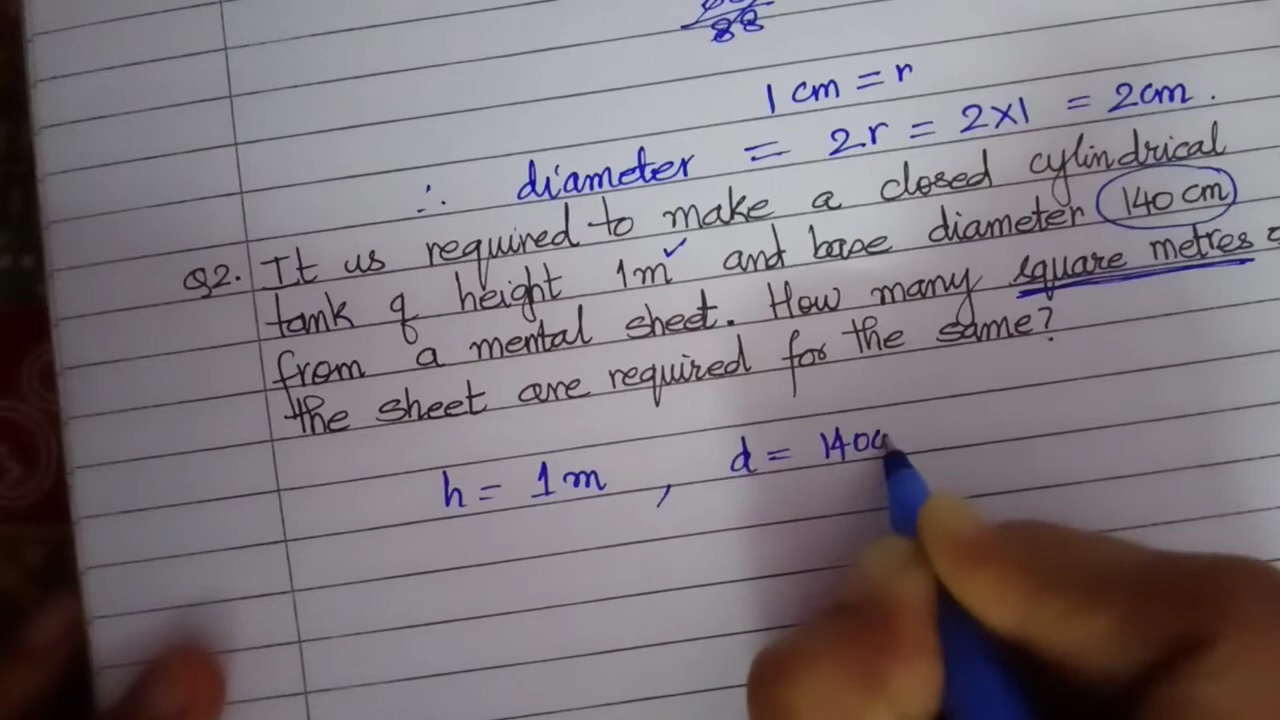 88
1 cm = r
∴ diameter = 2r = 2×1 = 2cm.
Q2. It us required to make a closed cylindrical
tank of height 1m ✓ and base diameter 140 cm
from a mental sheet. How many square metres
the sheet are required for the same?
h = 1m , d = 140c